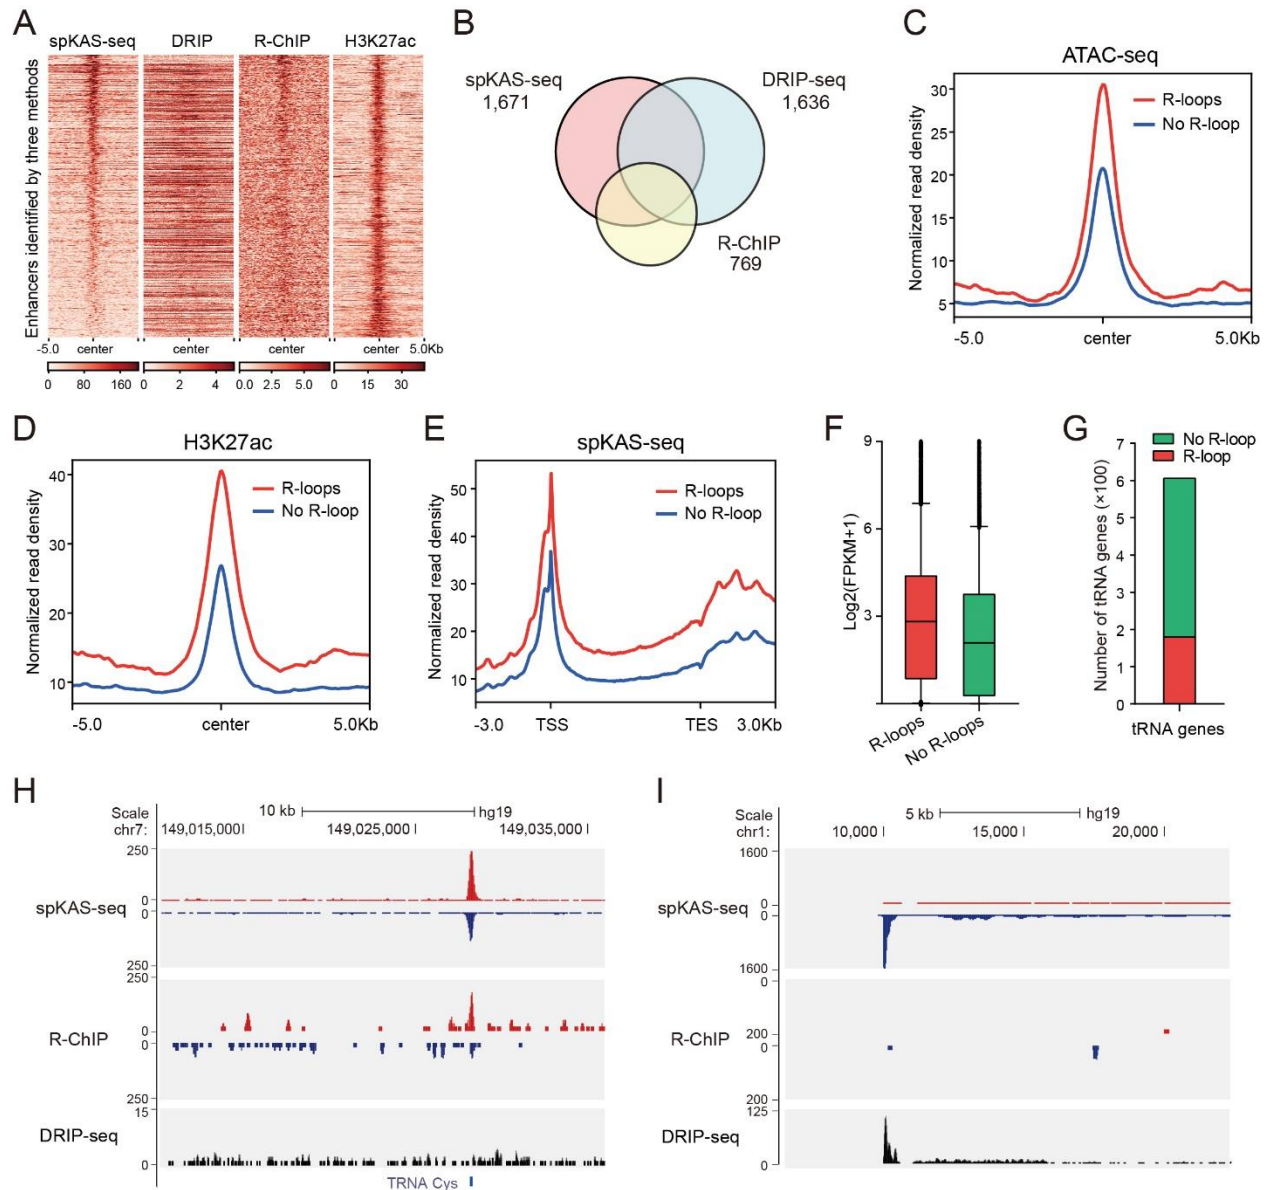 A
spKAS-seq DRIP R-ChIP H3K27ac
Enhancers identified by three methods
-5.0 center center center center 5.0Kb
0 80 160 0 2 4 0.0 2.5 5.0 0 15 30
B
spKAS-seq
1,671
DRIP-seq
1,636
R-ChIP
769
C
ATAC-seq
Normalized read density
30
25
20
15
10
5
R-loops
No R-loop
-5.0 center 5.0Kb
D
H3K27ac
Normalized read density
40
30
20
10
R-loops
No R-loop
-5.0 center 5.0Kb
E
spKAS-seq
Normalized read density
50
40
30
20
10
R-loops
No R-loop
-3.0 TSS TES 3.0Kb
F
Log2(FPKM+1)
9
6
3
R-loops
No R-loops
G
No R-loop
R-loop
Number of tRNA genes (×100)
7
6
5
4
3
2
1
0
tRNA genes
H
Scale 10 kb hg19
chr7: 149,015,000 149,025,000 149,035,000
250
0
spKAS-seq
0
250
250
0
R-ChIP
0
250
15
DRIP-seq
0
TRNA Cys
I
Scale 5 kb hg19
chr1: 10,000 15,000 20,000
1600
spKAS-seq
0
0
1600
0
R-ChIP
200
0
200
125
DRIP-seq
0